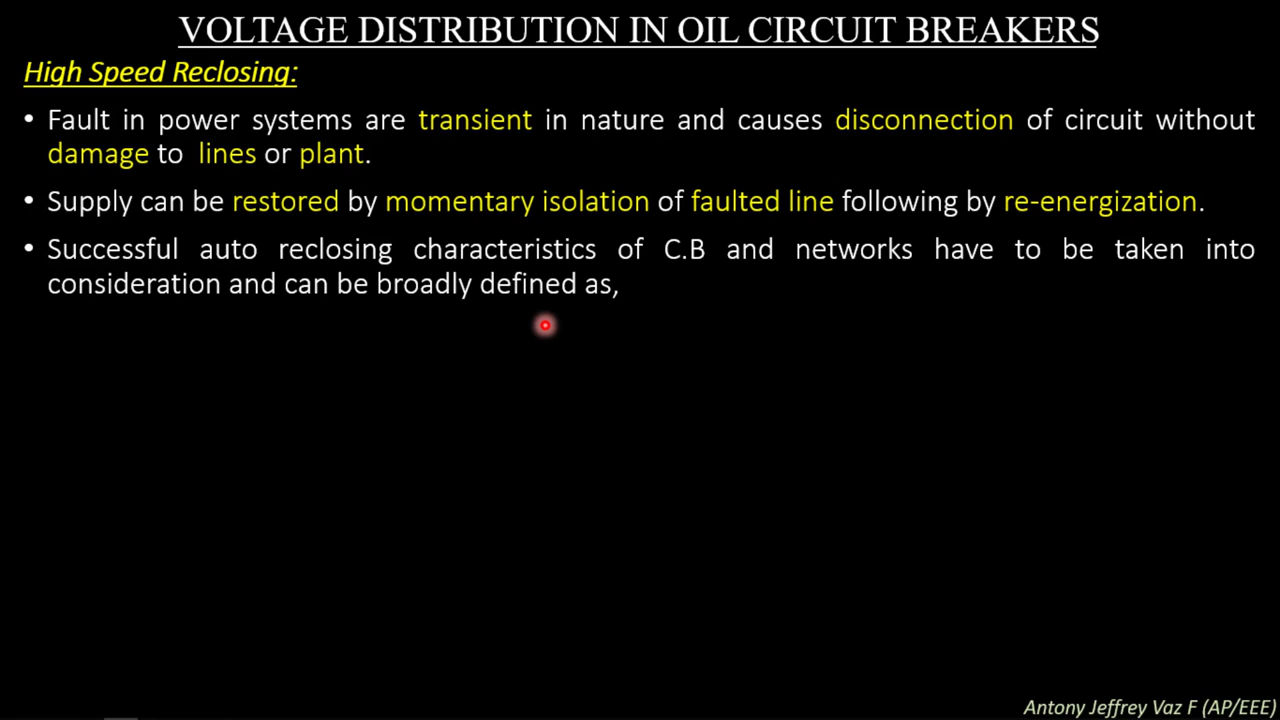 VOLTAGE DISTRIBUTION IN OIL CIRCUIT BREAKERS
High Speed Reclosing:
• Fault in power systems are transient in nature and causes disconnection of circuit without
damage to lines or plant.
• Supply can be restored by momentary isolation of faulted line following by re-energization.
• Successful auto reclosing characteristics of C.B and networks have to be taken into
consideration and can be broadly defined as,
Antony Jeffrey Vaz F (AP/EEE)